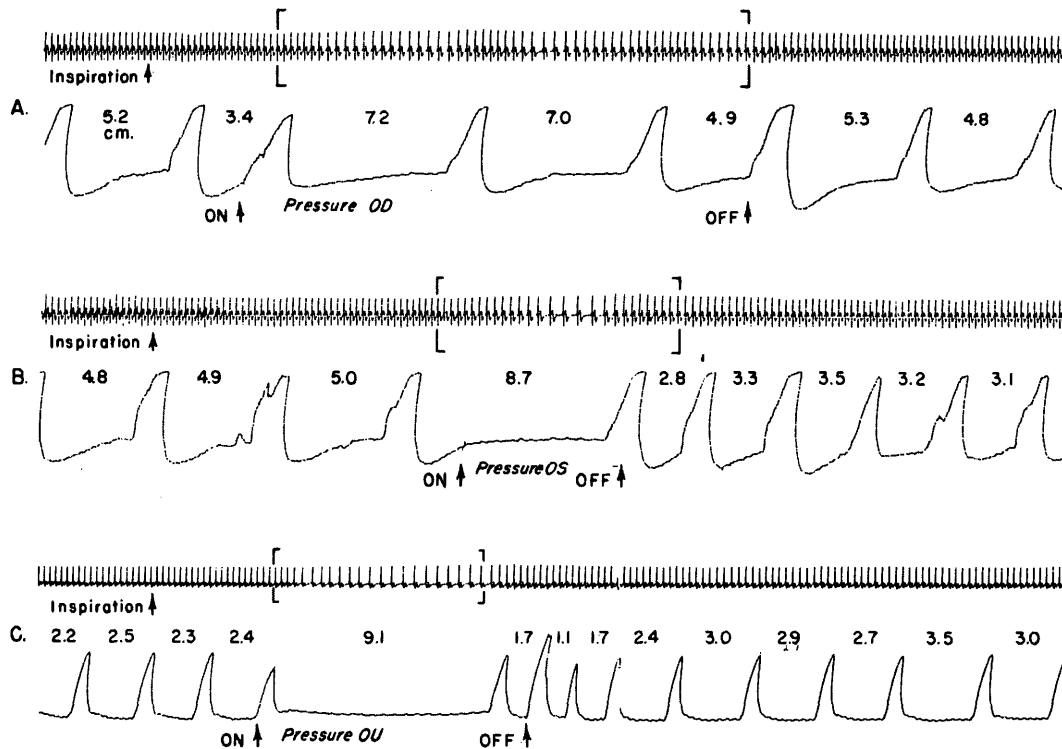 Inspiration
A. 5.2 3.4 7.2 7.0 4.9 5.3 4.8
cm.
ON Pressure OD OFF
Inspiration
B. 4.8 4.9 5.0 8.7 2.8 3.3 3.5 3.2 3.1
ON Pressure OS OFF
Inspiration
C. 2.2 2.5 2.3 2.4 9.1 1.7 1.1 1.7 2.4 3.0 2.9 2.7 3.5 3.0
ON Pressure OU OFF